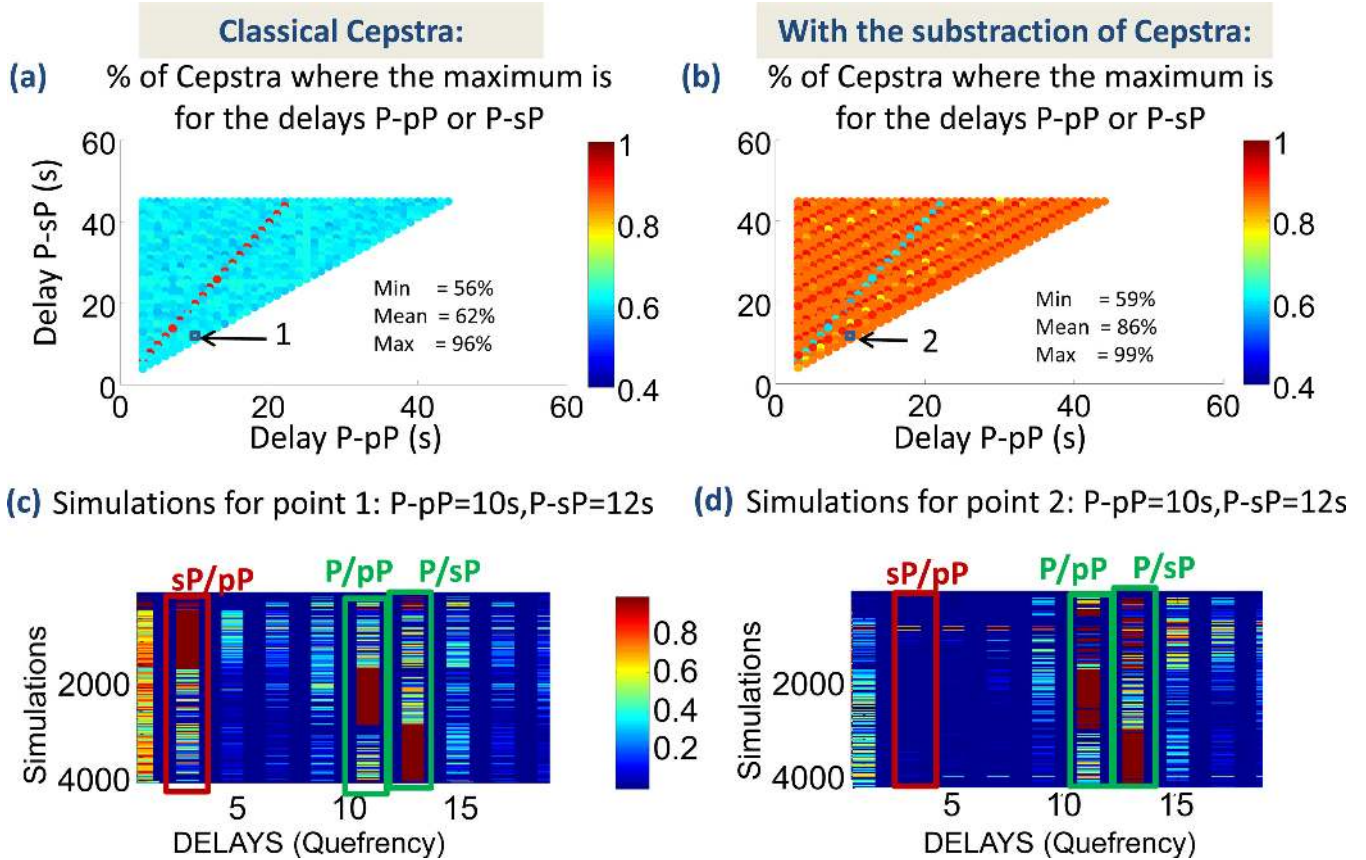 Classical Cepstra:
With the substraction of Cepstra:
(a) % of Cepstra where the maximum is
for the delays P-pP or P-sP
60
40
20
0
Delay P-sP (s)
0 20 40 60
Delay P-pP (s)
Min = 56%
Mean = 62%
Max = 96%
1
1
0.8
0.6
0.4
(b) % of Cepstra where the maximum is
for the delays P-pP or P-sP
60
40
20
0
0 20 40 60
Delay P-pP (s)
Min = 59%
Mean = 86%
Max = 99%
2
1
0.8
0.6
0.4
(c) Simulations for point 1: P-pP=10s,P-sP=12s
sP/pP P/pP P/sP
Simulations
2000
4000
5 10 15
DELAYS (Quefrency)
0.8
0.6
0.4
0.2
(d) Simulations for point 2: P-pP=10s,P-sP=12s
sP/pP P/pP P/sP
Simulations
2000
4000
5 10 15
DELAYS (Quefrency)